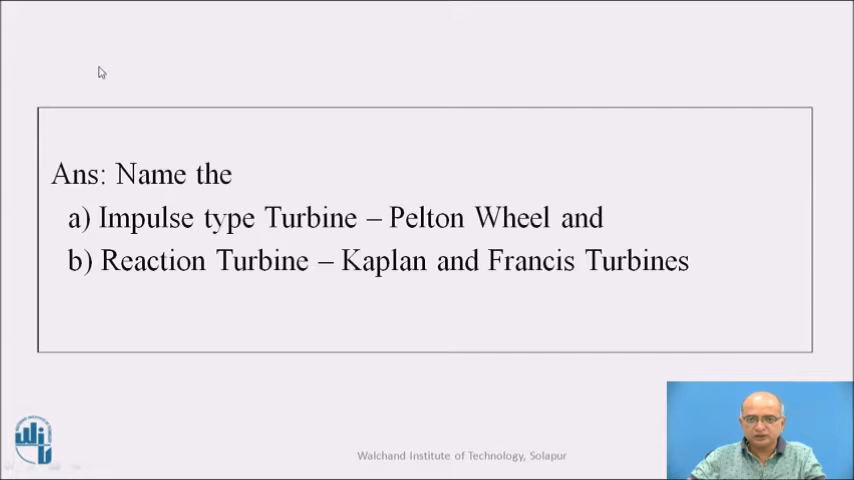 Ans: Name the
a) Impulse type Turbine – Pelton Wheel and
b) Reaction Turbine – Kaplan and Francis Turbines
Walchand Institute of Technology, Solapur